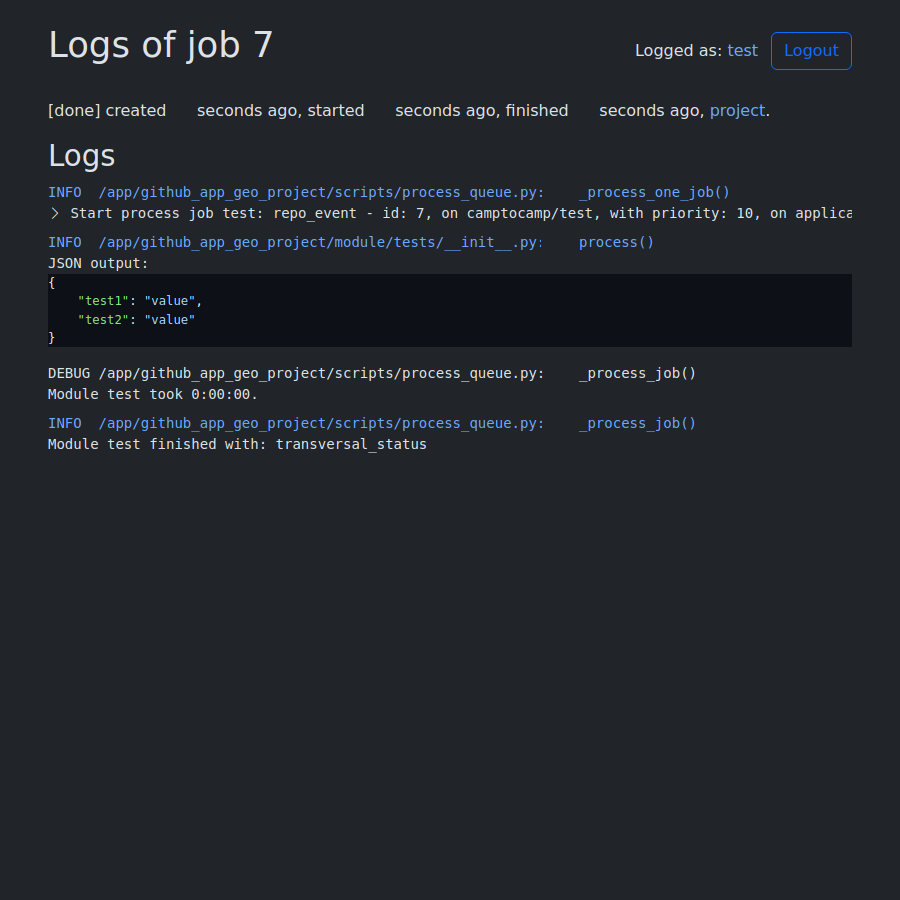 Logs of job 7
Logged as: test Logout
[done] created seconds ago, started seconds ago, finished seconds ago, project.
Logs
INFO /app/github_app_geo_project/scripts/process_queue.py: _process_one_job()
> Start process job test: repo_event - id: 7, on camptocamp/test, with priority: 10, on applica
INFO /app/github_app_geo_project/module/tests/__init__.py: process()
JSON output:
{
"test1": "value",
"test2": "value"
}
DEBUG /app/github_app_geo_project/scripts/process_queue.py: _process_job()
Module test took 0:00:00.
INFO /app/github_app_geo_project/scripts/process_queue.py: _process_job()
Module test finished with: transversal_status